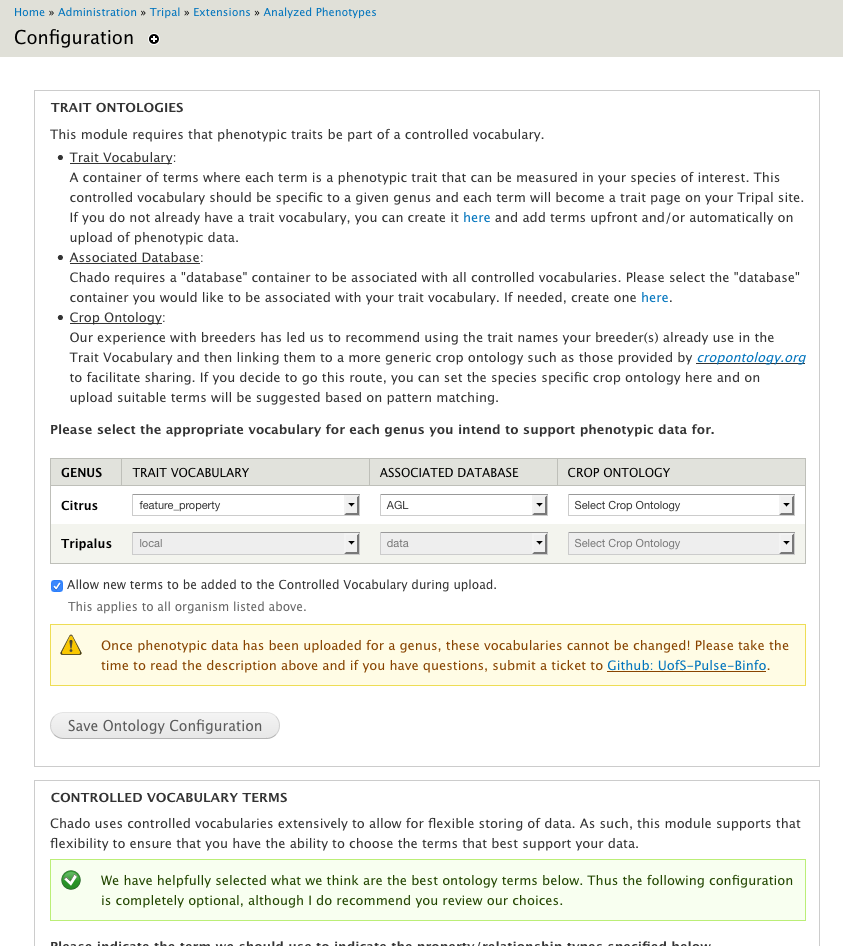 Home » Administration » Tripal » Extensions » Analyzed Phenotypes
Configuration
TRAIT ONTOLOGIES
This module requires that phenotypic traits be part of a controlled vocabulary.
• Trait Vocabulary:
A container of terms where each term is a phenotypic trait that can be measured in your species of interest. This
controlled vocabulary should be specific to a given genus and each term will become a trait page on your Tripal site.
If you do not already have a trait vocabulary, you can create it here and add terms upfront and/or automatically on
upload of phenotypic data.
• Associated Database:
Chado requires a "database" container to be associated with all controlled vocabularies. Please select the "database"
container you would like to be associated with your trait vocabulary. If needed, create one here.
• Crop Ontology:
Our experience with breeders has led us to recommend using the trait names your breeder(s) already use in the
Trait Vocabulary and then linking them to a more generic crop ontology such as those provided by cropontology.org
to facilitate sharing. If you decide to go this route, you can set the species specific crop ontology here and on
upload suitable terms will be suggested based on pattern matching.
Please select the appropriate vocabulary for each genus you intend to support phenotypic data for.
GENUS TRAIT VOCABULARY ASSOCIATED DATABASE CROP ONTOLOGY
Citrus feature_property AGL Select Crop Ontology
Tripalus local data Select Crop Ontology
Allow new terms to be added to the Controlled Vocabulary during upload.
This applies to all organism listed above.
Once phenotypic data has been uploaded for a genus, these vocabularies cannot be changed! Please take the
time to read the description above and if you have questions, submit a ticket to Github: UofS-Pulse-Binfo.
Save Ontology Configuration
CONTROLLED VOCABULARY TERMS
Chado uses controlled vocabularies extensively to allow for flexible storing of data. As such, this module supports that
flexibility to ensure that you have the ability to choose the terms that best support your data.
We have helpfully selected what we think are the best ontology terms below. Thus the following configuration
is completely optional, although I do recommend you review our choices.
Please indicate the term we should use to indicate the property/relationship types specified below.